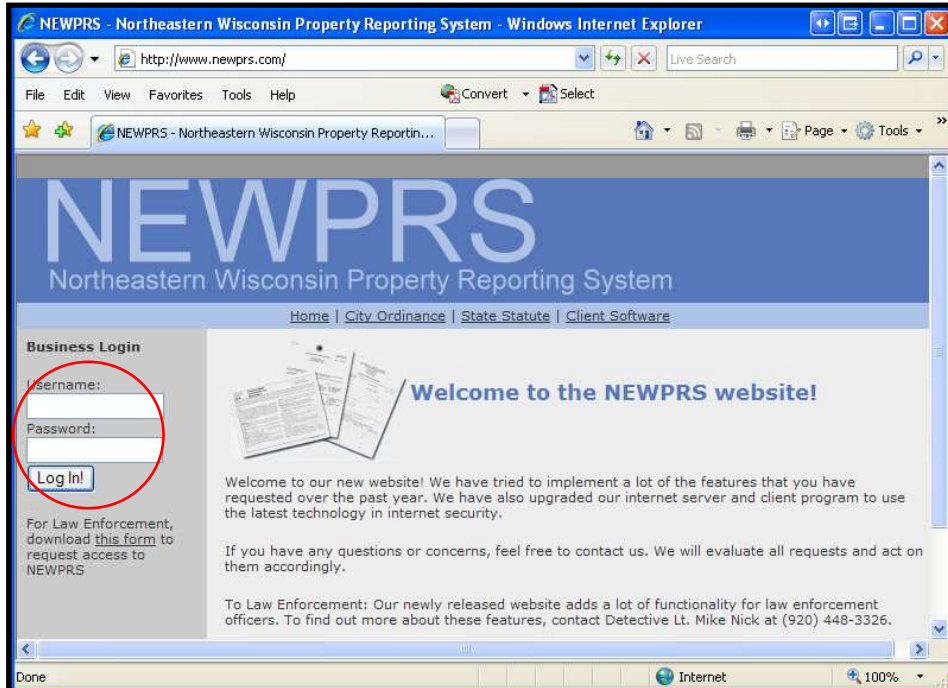 NEWPRS - Northeastern Wisconsin Property Reporting System - Windows Internet Explorer
http://www.newprs.com/
Live Search
File Edit View Favorites Tools Help
Convert Select
NEWPRS - Northeastern Wisconsin Property Reportin...
Page Tools »
NEWPRS
Northeastern Wisconsin Property Reporting System
Home | City Ordinance | State Statute | Client Software
Business Login
Username:
Password:
Log In!
For Law Enforcement,
download this form to
request access to
NEWPRS
Welcome to the NEWPRS website!
Welcome to our new website! We have tried to implement a lot of the features that you have
requested over the past year. We have also upgraded our internet server and client program to use
the latest technology in internet security.
If you have any questions or concerns, feel free to contact us. We will evaluate all requests and act on
them accordingly.
To Law Enforcement: Our newly released website adds a lot of functionality for law enforcement
officers. To find out more about these features, contact Detective Lt. Mike Nick at (920) 448-3326.
Done
Internet
100%